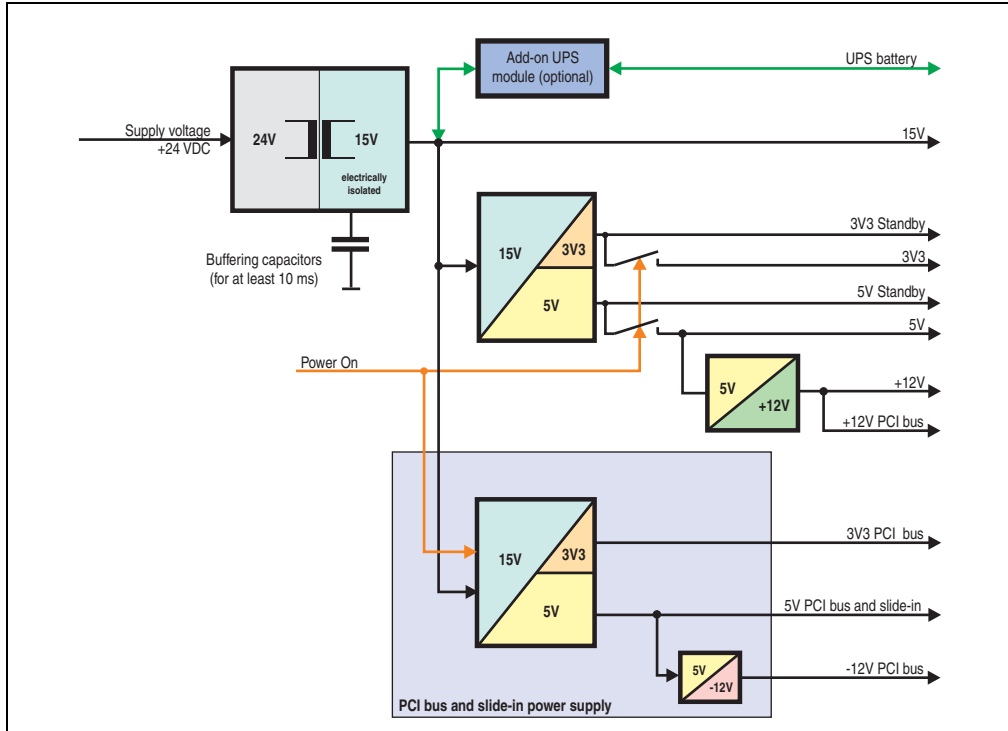 Add-on UPS
module (optional)
UPS battery
Supply voltage
+24 VDC
24V
15V
electrically
isolated
15V
Buffering capacitors
(for at least 10 ms)
15V
3V3
5V
3V3 Standby
3V3
5V Standby
5V
Power On
5V
+12V
+12V
+12V PCI bus
15V
3V3
5V
3V3 PCI bus
5V PCI bus and slide-in
5V
-12V
-12V PCI bus
PCI bus and slide-in power supply